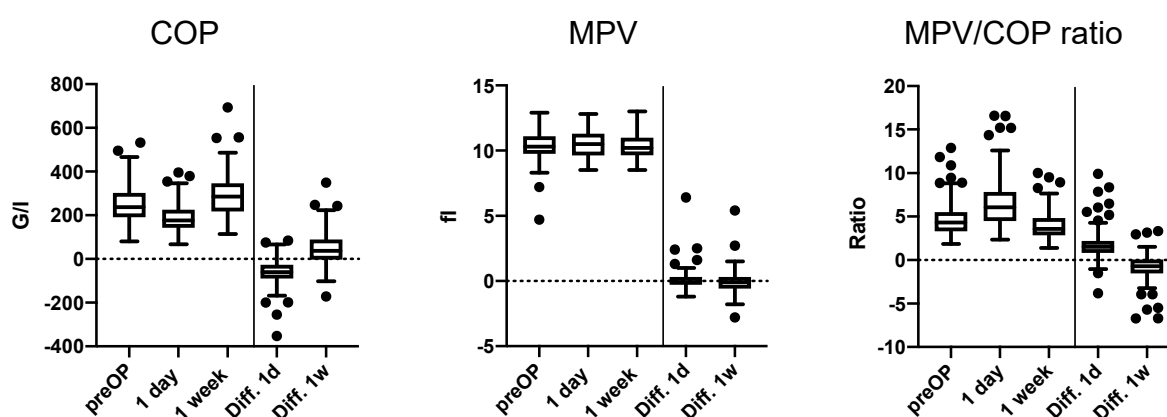 COP
G/l
800
600
400
200
0
-200
-400
preOP
1 day
1 week
Diff. 1d
Diff. 1w
MPV
fl
15
10
5
0
-5
preOP
1 day
1 week
Diff. 1d
Diff. 1w
MPV/COP ratio
Ratio
20
15
10
5
0
-5
-10
preOP
1 day
1 week
Diff. 1d
Diff. 1w